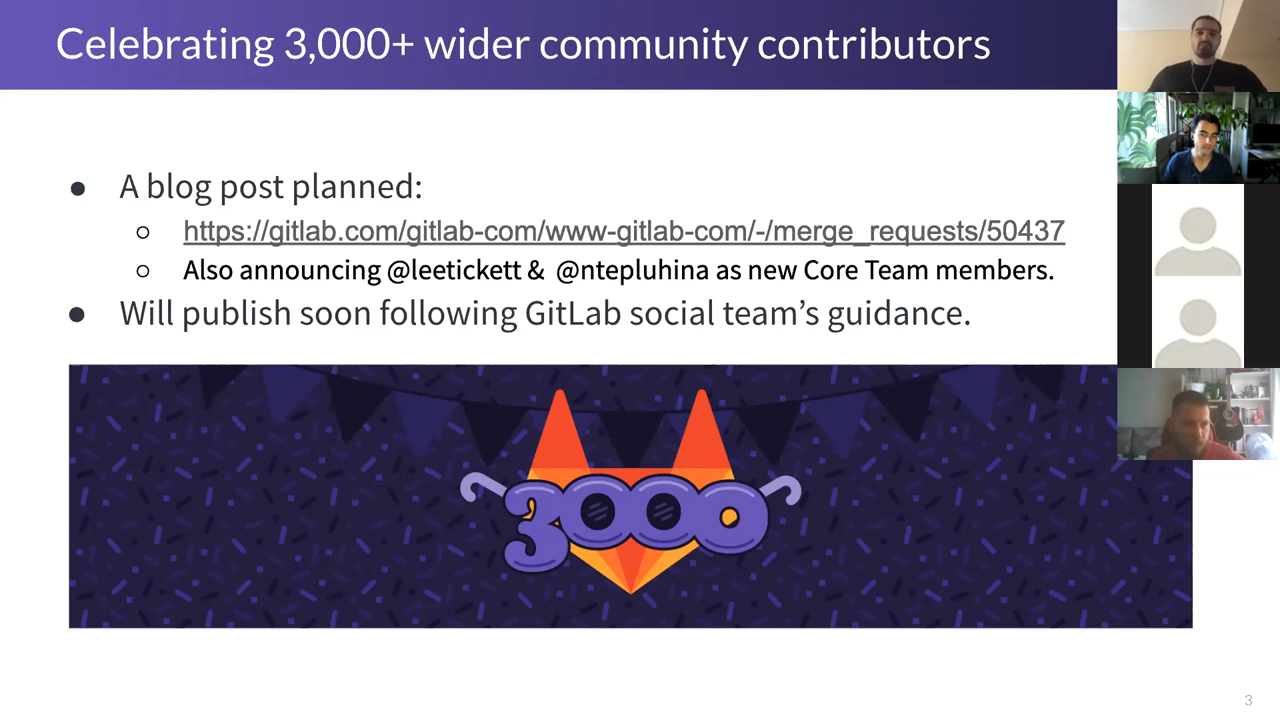 Celebrating 3,000+ wider community contributors
● A blog post planned:
○ https://gitlab.com/gitlab-com/www-gitlab-com/-/merge_requests/50437
○ Also announcing @leetickett & @ntepluhina as new Core Team members.
● Will publish soon following GitLab social team’s guidance.
3000
3